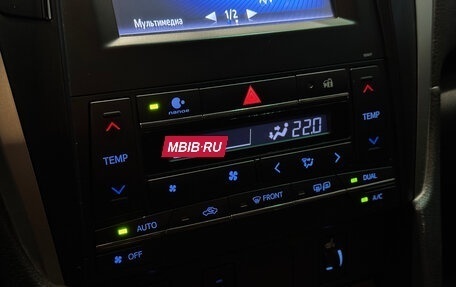 Мультимедиа
1/2
nanoe
MBIB·RU
22.0
TEMP
TEMP
AUTO
FRONT
DUAL
A/C
OFF